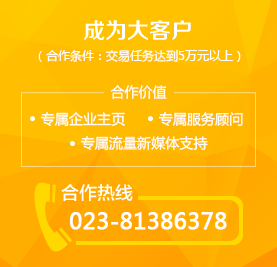 成为大客户
（合作条件：交易任务达到5万元以上）
合作价值
• 专属企业主页 • 专属服务顾问
• 专属流量新媒体支持
合作热线
023-81386378